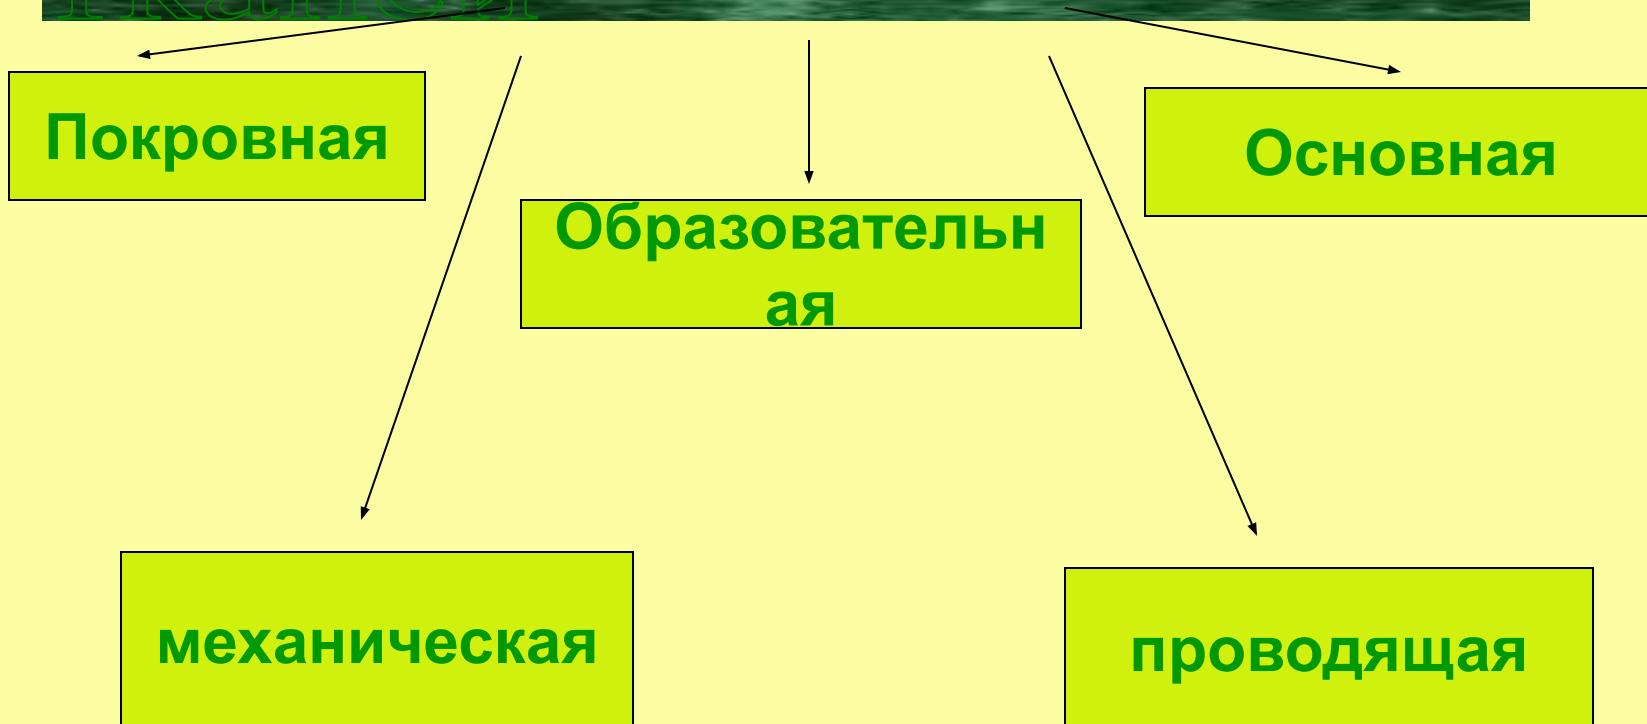 Покровная
Основная
Образовательн
ая
механическая
проводящая